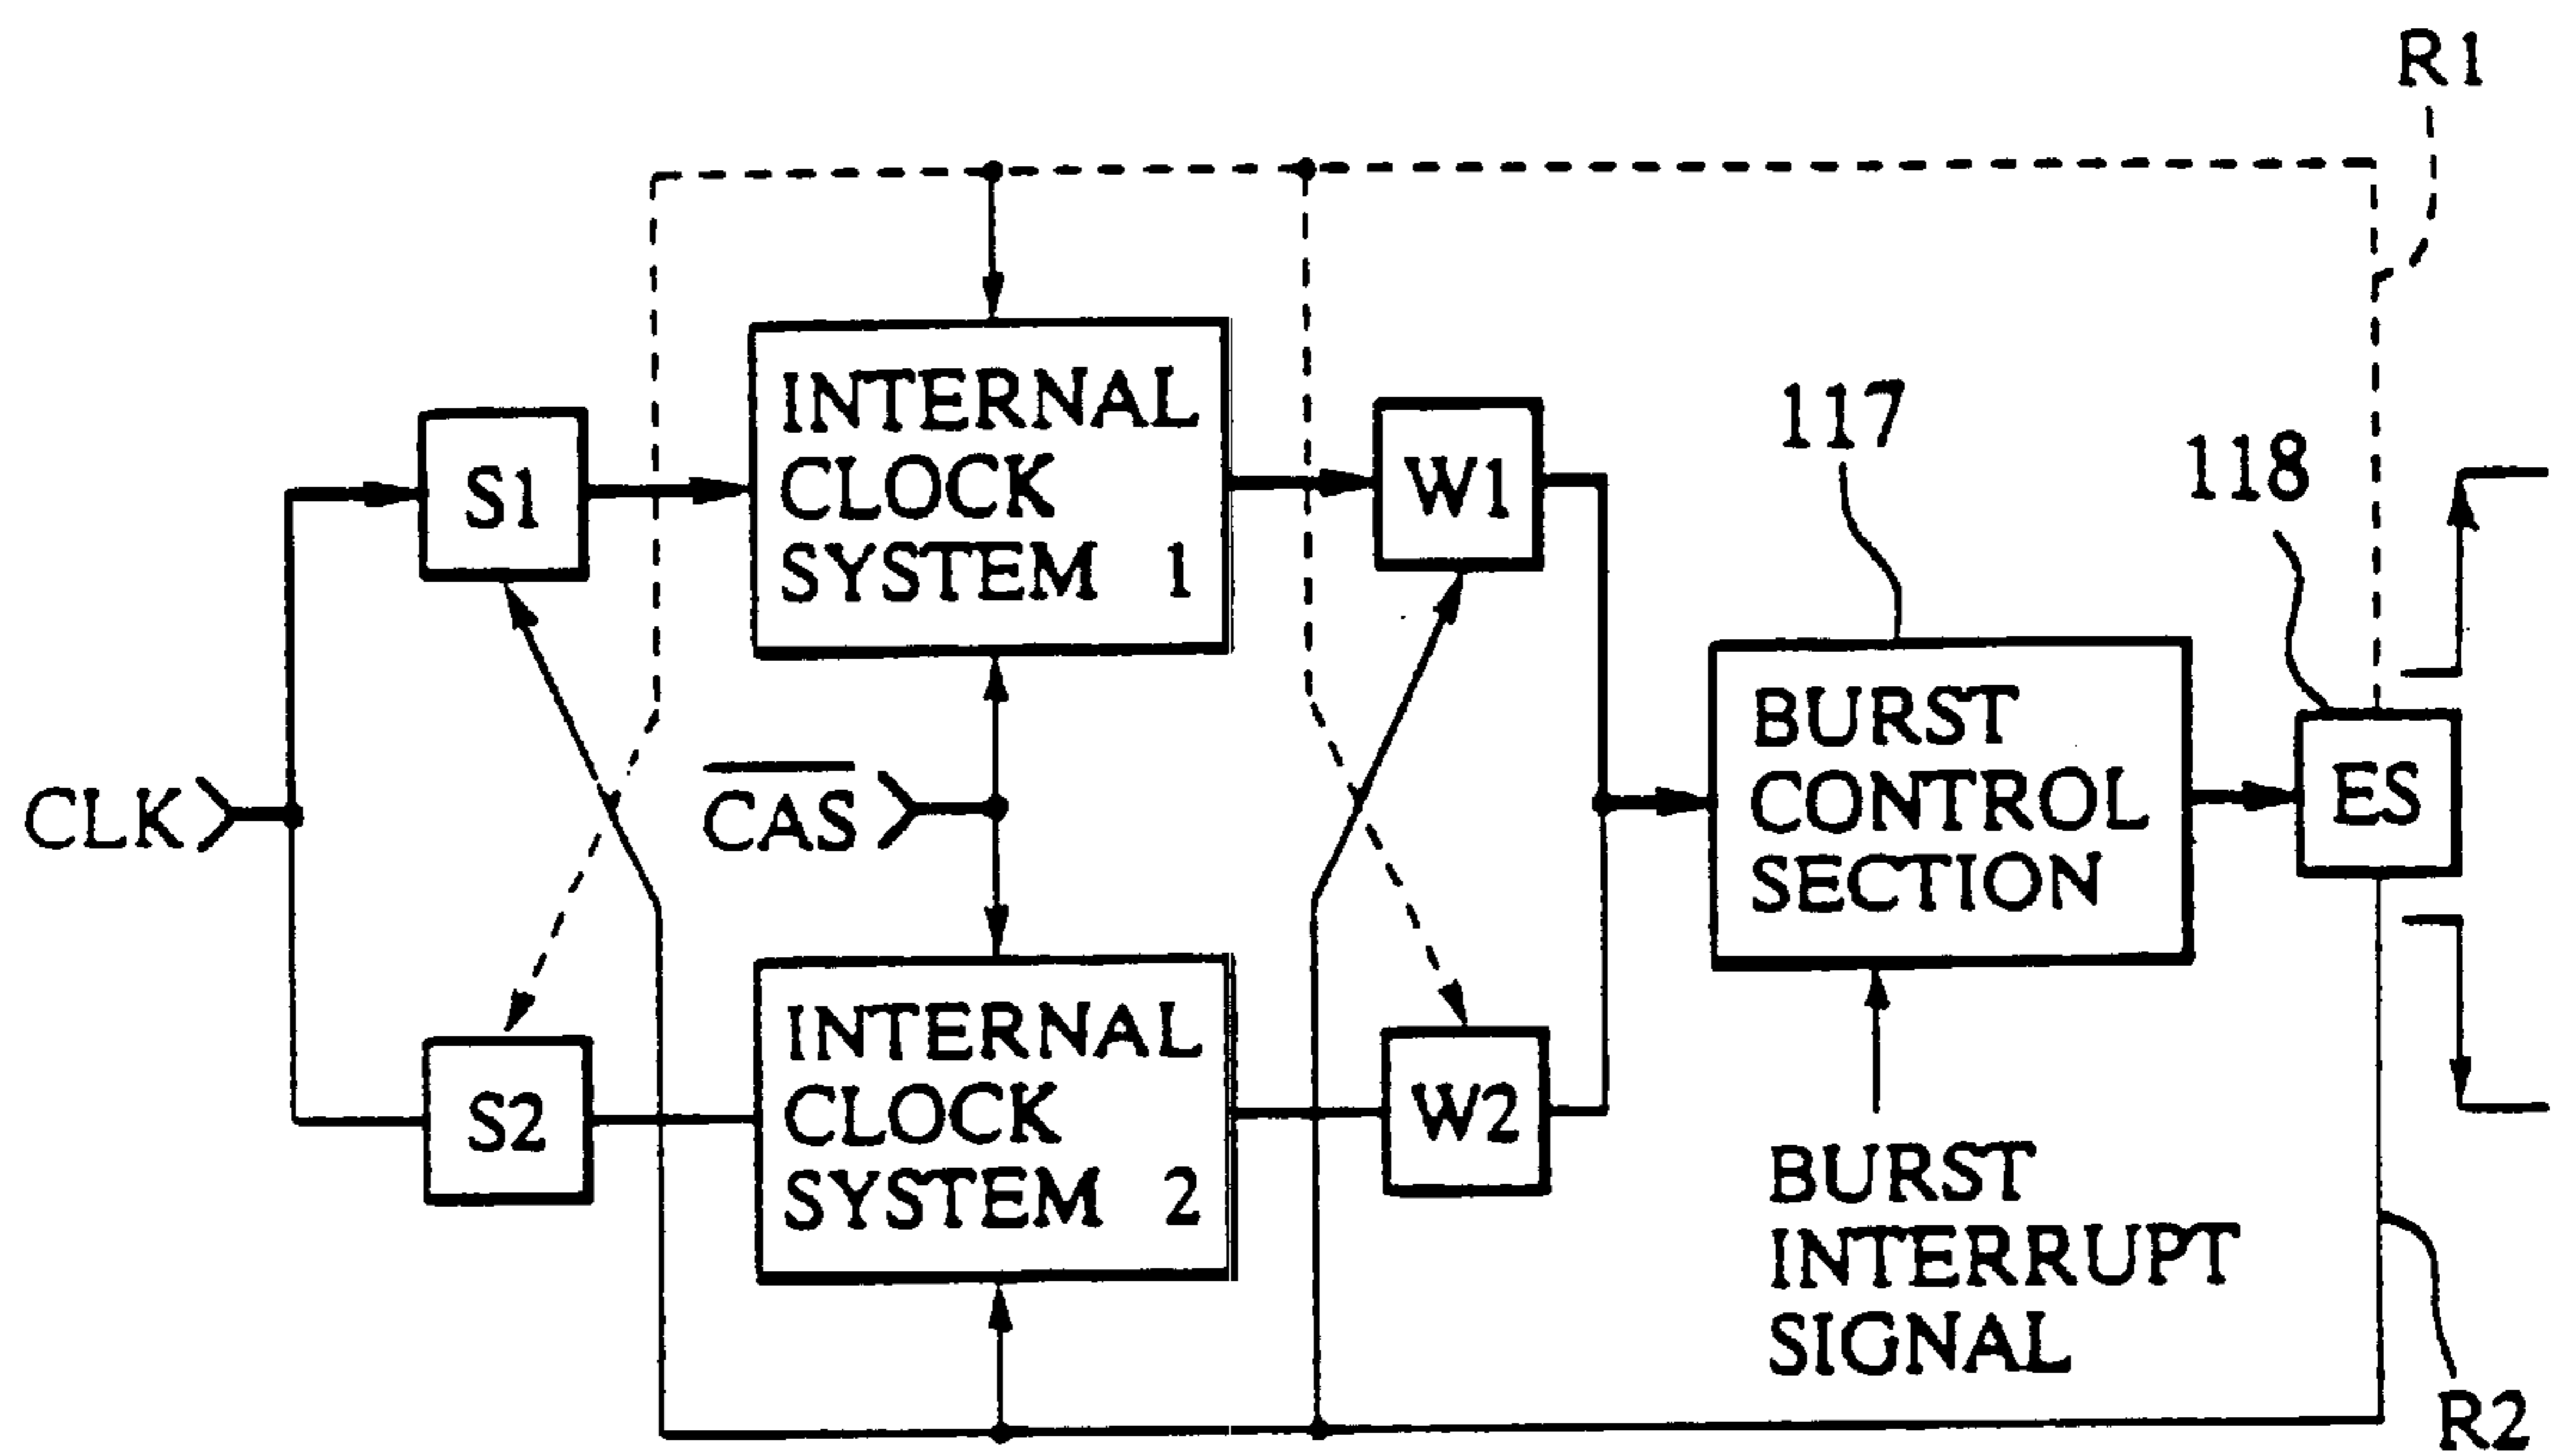 R1
INTERNAL
CLOCK
SYSTEM 1
S1
W1
117
118
BURST
CONTROL
SECTION
ES
CLK
C̅A̅S̅
INTERNAL
CLOCK
SYSTEM 2
S2
W2
BURST
INTERRUPT
SIGNAL
R2